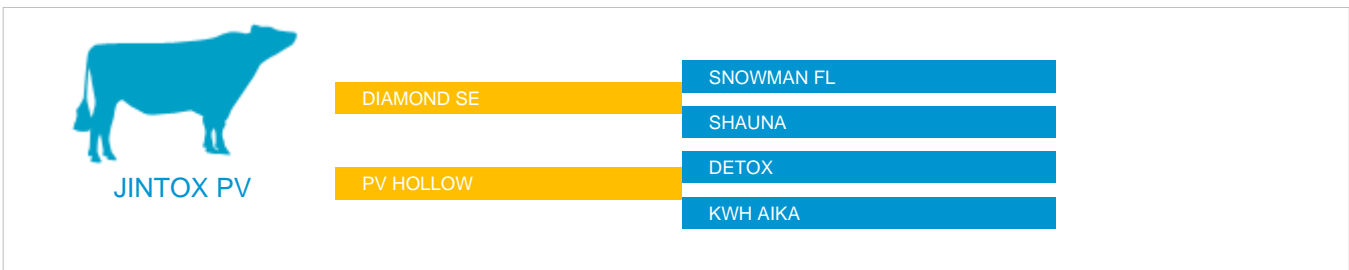 JINTOX PV
DIAMOND SE
PV HOLLOW
SNOWMAN FL
SHAUNA
DETOX
KWH AIKA